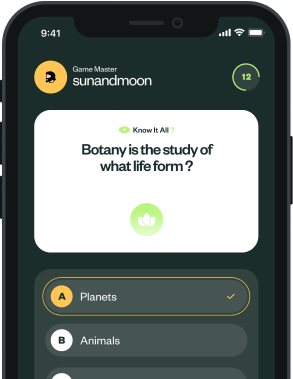 9:41
Game Master
sunandmoon
12
Know It All ?
Botany is the study of
what life form ?
A Planets
B Animals